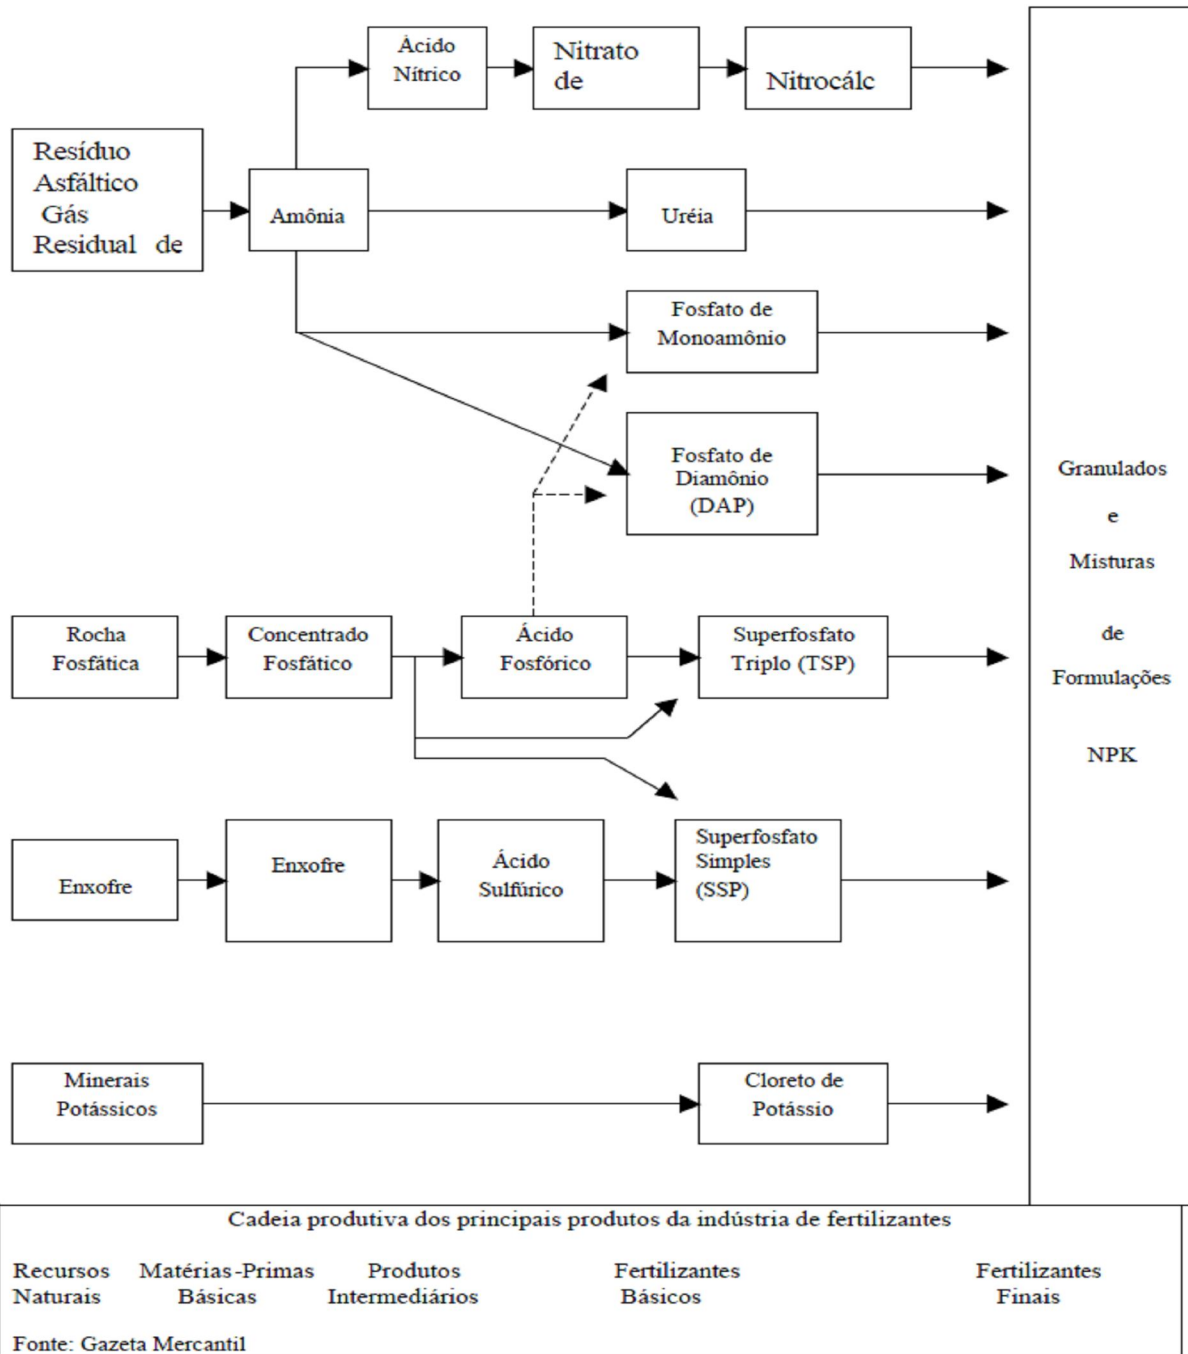 Ácido
Nítrico
Nitrato
de
Nitrocálc
Resíduo
Asfáltico
Gás
Residual de
Amônia
Uréia
Fosfato de
Monoamônio
Fosfato de
Diamônio
(DAP)
Rocha
Fosfática
Concentrado
Fosfático
Ácido
Fosfórico
Superfosfato
Triplo (TSP)
Enxofre
Enxofre
Ácido
Sulfúrico
Superfosfato
Simples
(SSP)
Minerais
Potássicos
Cloreto de
Potássio
Granulados
e
Misturas
de
Formulações
NPK
Cadeia produtiva dos principais produtos da indústria de fertilizantes
Recursos
Naturais
Matérias-Primas
Básicas
Produtos
Intermediários
Fertilizantes
Básicos
Fertilizantes
Finais
Fonte: Gazeta Mercantil